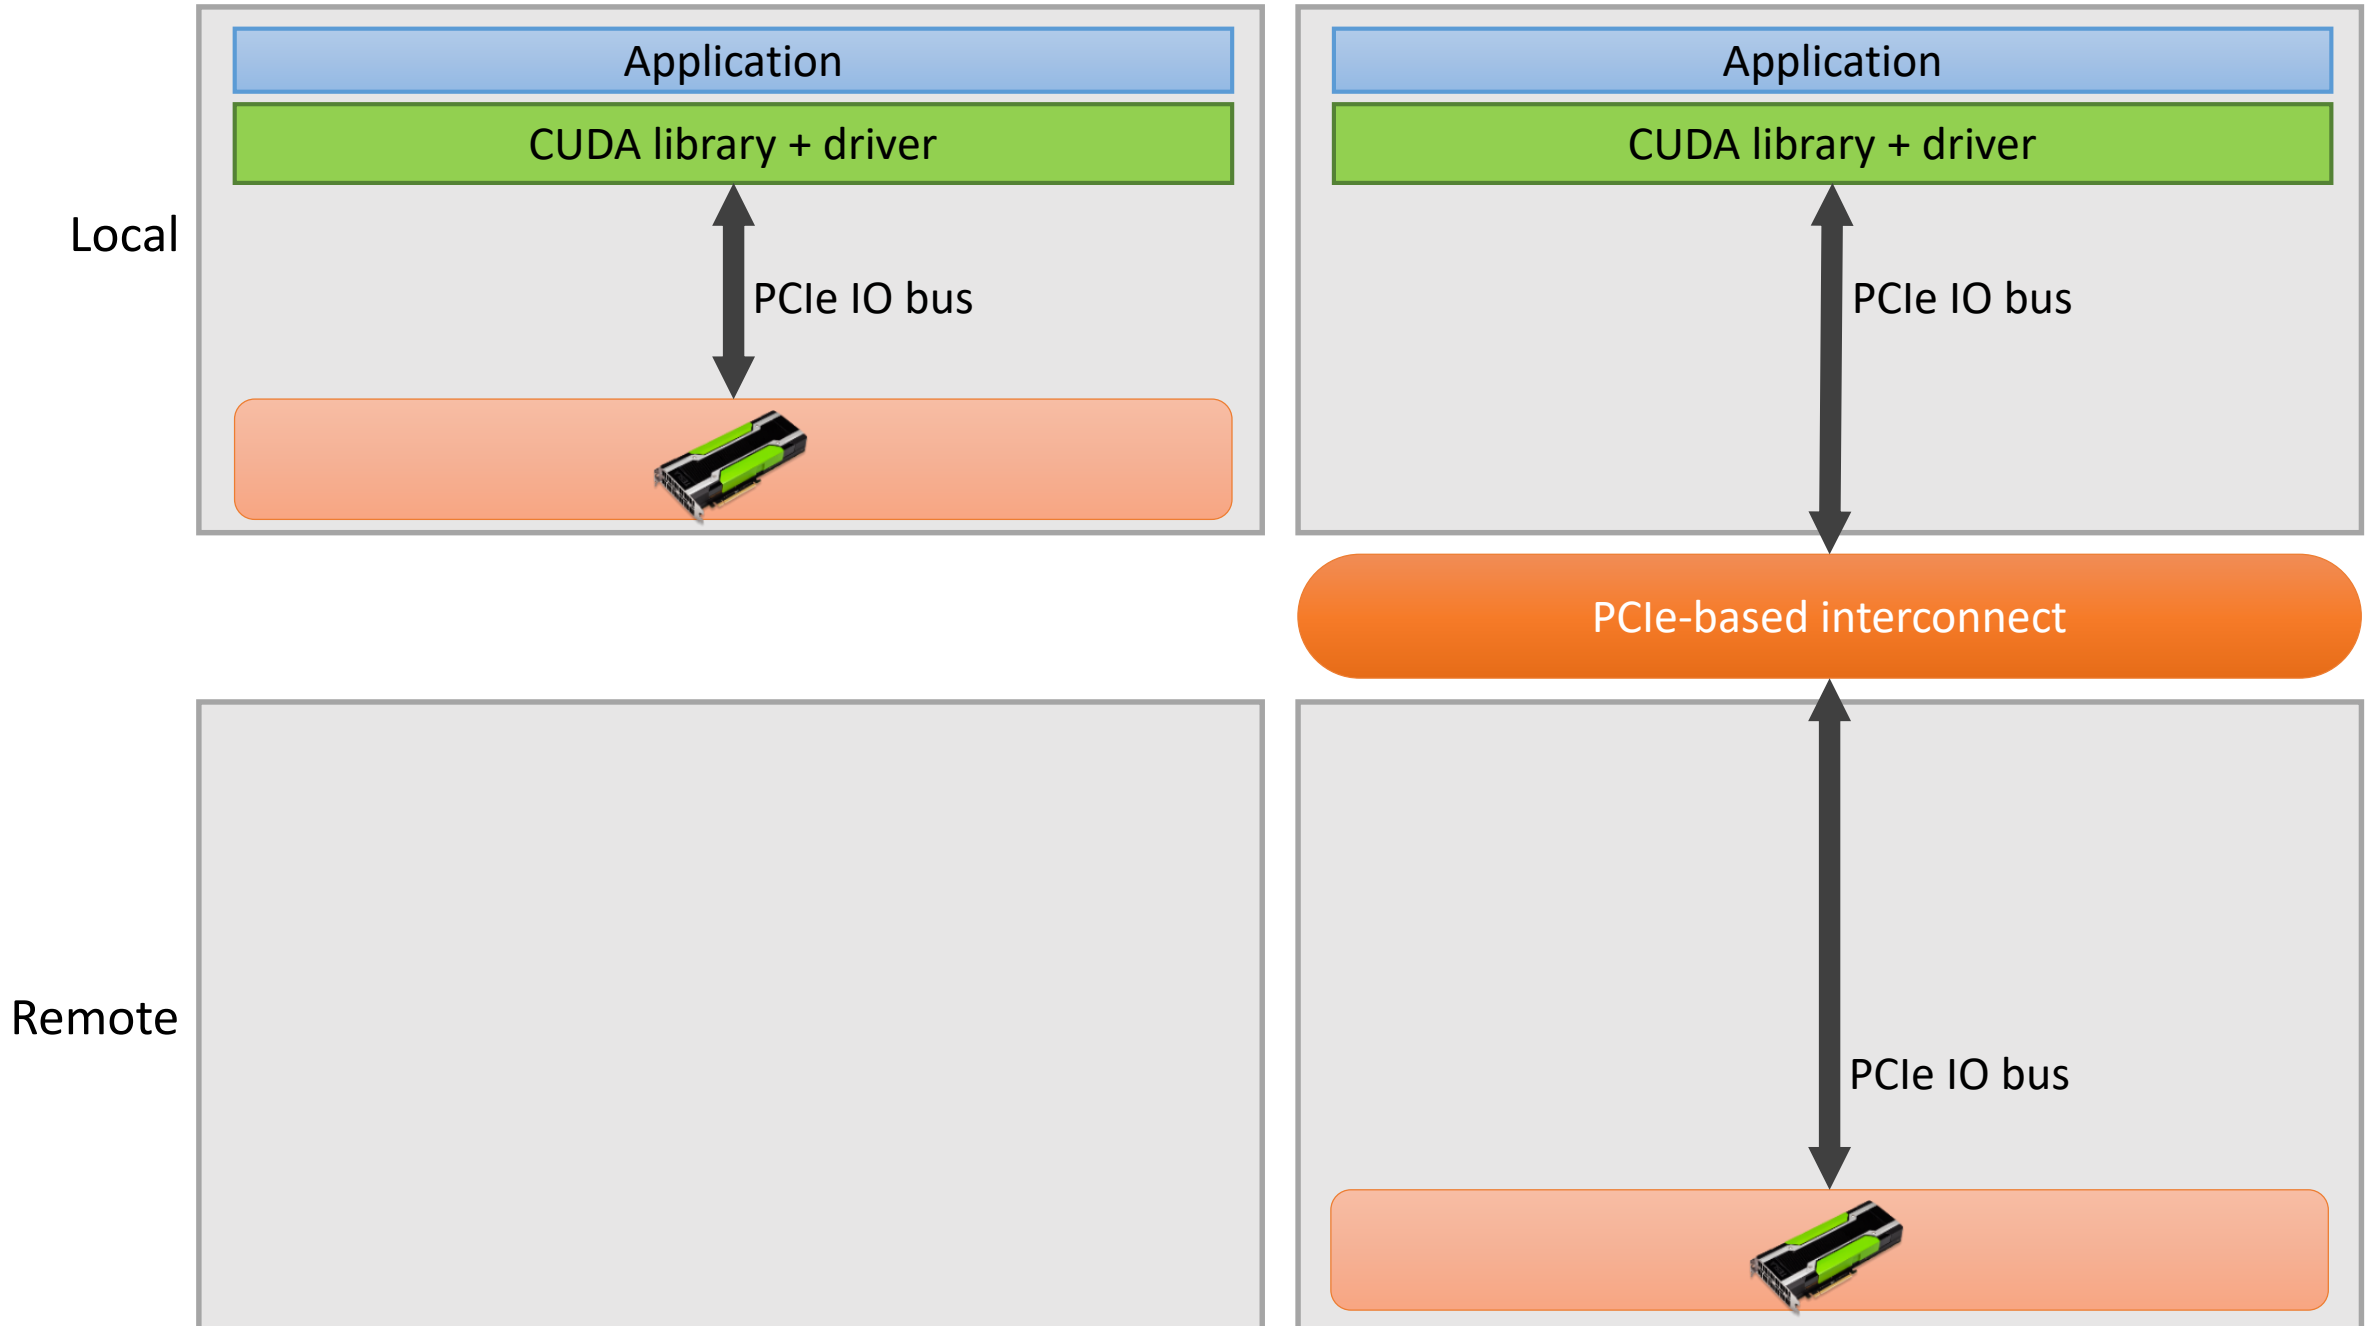 Application
CUDA library + driver
Local
PCIe IO bus
Application
CUDA library + driver
PCIe IO bus
PCIe-based interconnect
Remote
PCIe IO bus